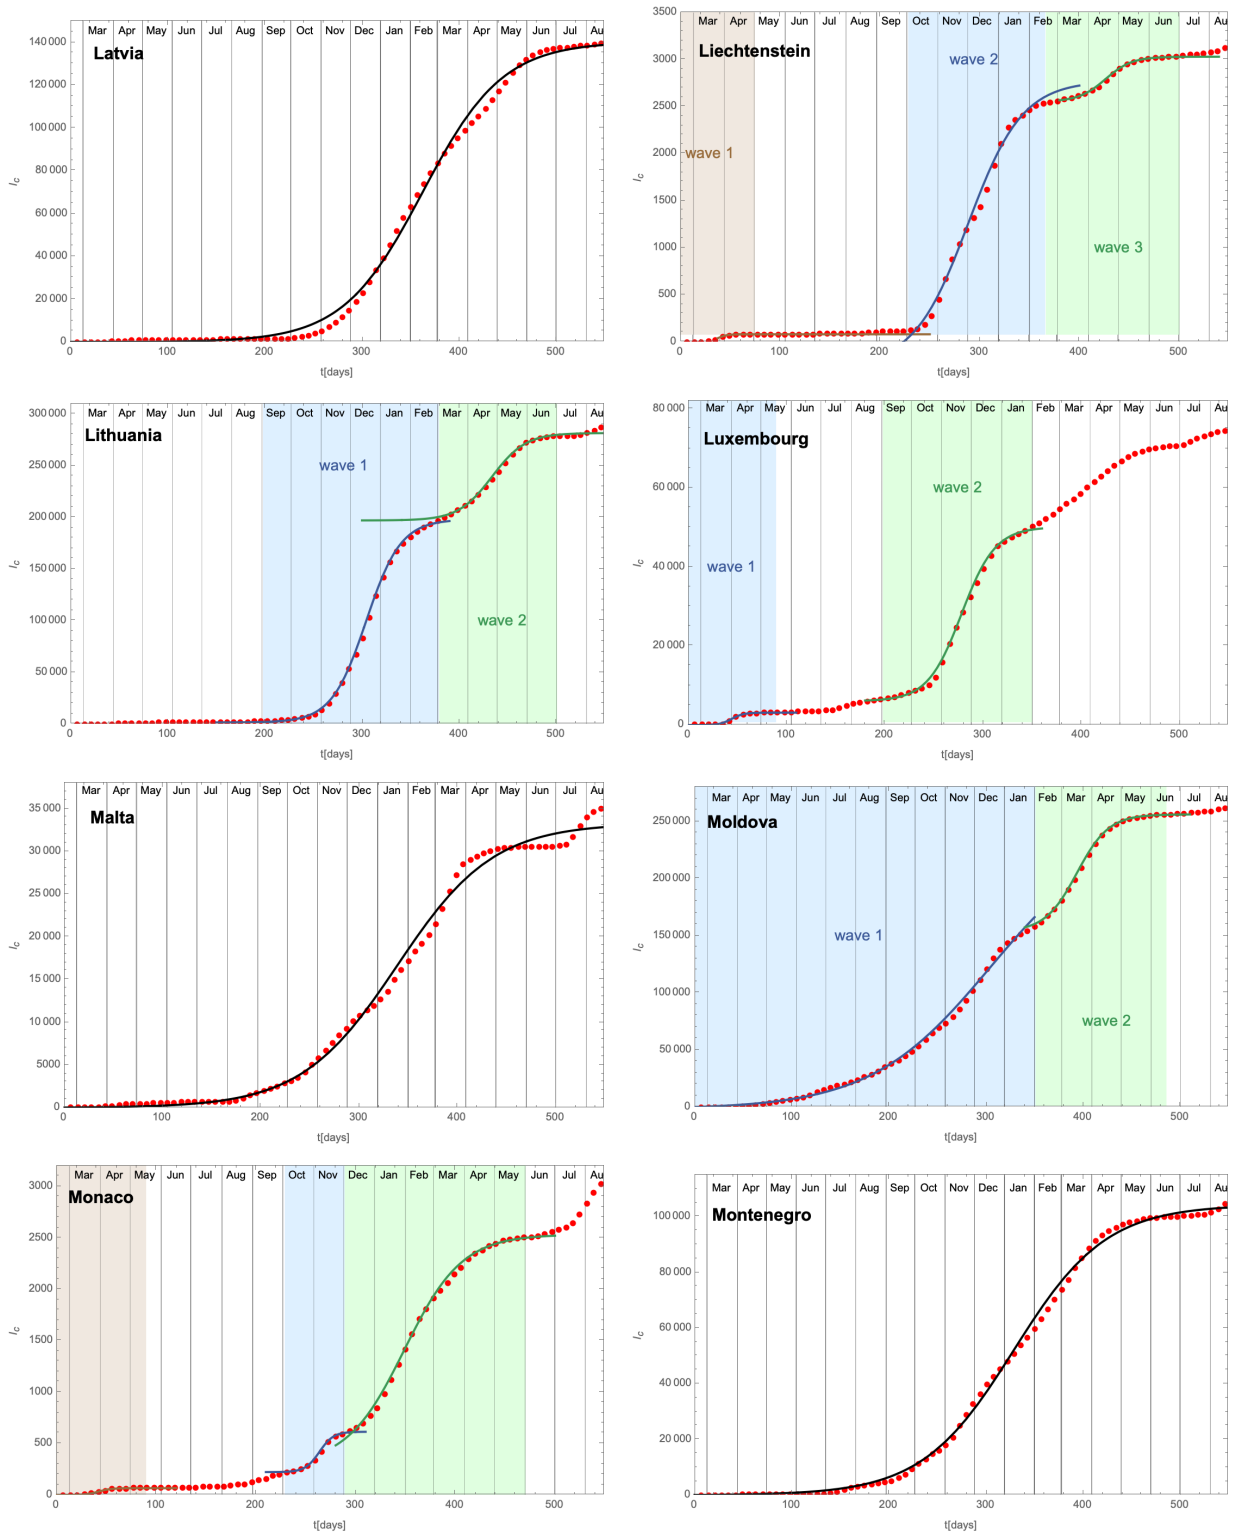 Mar Apr May Jun Jul Aug Sep Oct Nov Dec Jan Feb Mar Apr May Jun Jul Au
Latvia
140 000
120 000
100 000
80 000
60 000
40 000
20 000
0
I_c
0 100 200 300 400 500
t[days]
Mar Apr May Jun Jul Aug Sep Oct Nov Dec Jan Feb Mar Apr May Jun Jul Au
Liechtenstein
wave 1
wave 2
wave 3
3500
3000
2500
2000
1500
1000
500
0
I_c
0 100 200 300 400 500
t[days]
Mar Apr May Jun Jul Aug Sep Oct Nov Dec Jan Feb Mar Apr May Jun Jul Au
Lithuania
wave 1
wave 2
300 000
250 000
200 000
150 000
100 000
50 000
0
I_c
0 100 200 300 400 500
t[days]
Mar Apr May Jun Jul Aug Sep Oct Nov Dec Jan Feb Mar Apr May Jun Jul Au
Luxembourg
wave 1
wave 2
80 000
60 000
40 000
20 000
0
I_c
0 100 200 300 400 500
t[days]
Mar Apr May Jun Jul Aug Sep Oct Nov Dec Jan Feb Mar Apr May Jun Jul Au
Malta
35 000
30 000
25 000
20 000
15 000
10 000
5000
0
I_c
0 100 200 300 400 500
t[days]
Mar Apr May Jun Jul Aug Sep Oct Nov Dec Jan Feb Mar Apr May Jun Jul Au
Moldova
wave 1
wave 2
250 000
200 000
150 000
100 000
50 000
0
I_c
0 100 200 300 400 500
t[days]
Mar Apr May Jun Jul Aug Sep Oct Nov Dec Jan Feb Mar Apr May Jun Jul Au
Monaco
3000
2500
2000
1500
1000
500
0
I_c
0 100 200 300 400 500
t[days]
Mar Apr May Jun Jul Aug Sep Oct Nov Dec Jan Feb Mar Apr May Jun Jul Au
Montenegro
100 000
80 000
60 000
40 000
20 000
0
I_c
0 100 200 300 400 500
t[days]